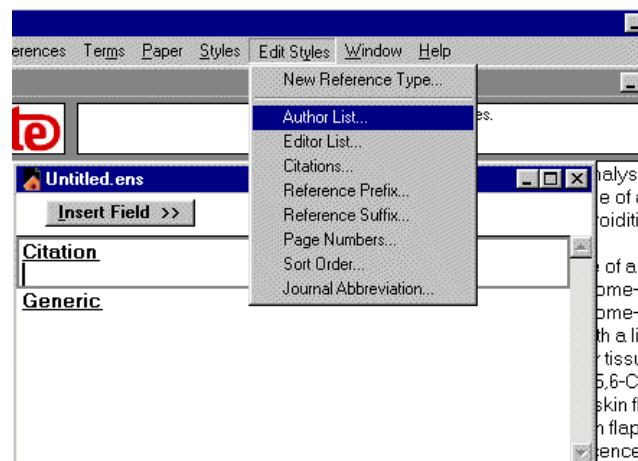 erences Terms Paper Styles Edit Styles Window Help
New Reference Type...
Author List...
es.
Editor List...
Citations...
Reference Prefix...
Reference Suffix...
Page Numbers...
Sort Order...
Journal Abbreviation...
Untitled.ens
Insert Field >>
Citation
Generic
nalys
e of a
roiditi
of a
ome-
ome-
th a li
tissu
5,6-C
skin f
n flap
ence